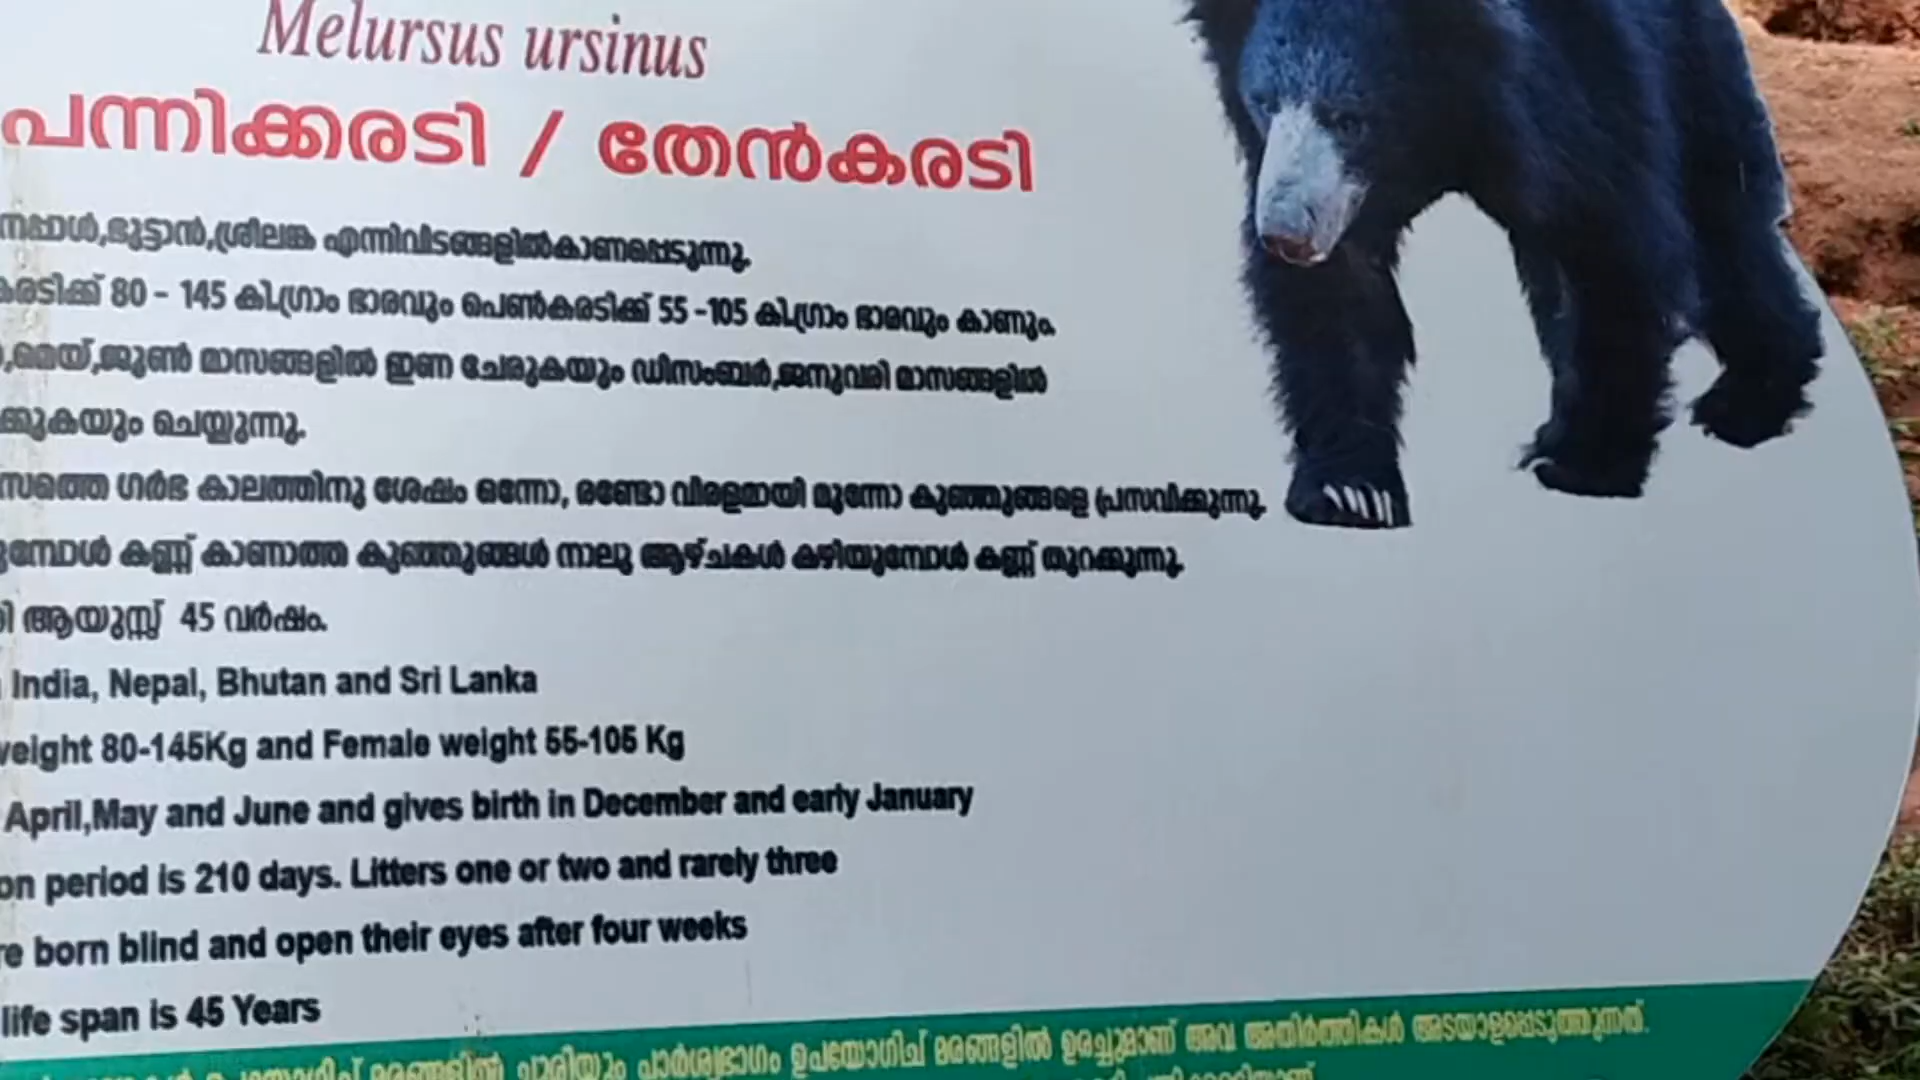 Melursus ursinus
പന്നിക്കരടി / തേൻകരടി
നേപ്പാൾ,ഭൂട്ടാൻ,ശ്രീലങ്ക എന്നിവിടങ്ങളിൽകാണപ്പെടുന്നു.
കരടിക്ക് 80 - 145 കി.ഗ്രാം ഭാരവും പെൺകരടിക്ക് 55 -105 കി.ഗ്രാം ഭാരവും കാണും.
,മെയ്,ജൂൺ മാസങ്ങളിൽ ഇണ ചേരുകയും ഡിസംബർ,ജനുവരി മാസങ്ങളിൽ
ക്കുകയും ചെയ്യുന്നു.
ഗർഭ കാലത്തിനു ശേഷം ഒന്നോ, രണ്ടോ വിരളമായി മൂന്നോ കുഞ്ഞുങ്ങളെ പ്രസവിക്കുന്നു.
കണ്ണ് കാണാത്ത കുഞ്ഞുങ്ങൾ നാലു ആഴ്ചകൾ കഴിയുമ്പോൾ കണ്ണ് തുറക്കുന്നു.
ആയുസ്സ് 45 വർഷം.
India, Nepal, Bhutan and Sri Lanka
weight 80-145Kg and Female weight 55-105 Kg
April,May and June and gives birth in December and early January
on period is 210 days. Litters one or two and rarely three
re born blind and open their eyes after four weeks
life span is 45 Years
മരങ്ങളിൽ ചൂരിയും പാർശ്വഭാഗം ഉപയോഗിച് മരങ്ങളിൽ ഉരച്ചുമാണ് അവ അതിർത്തികൾ അടയാളപ്പെടുത്തുന്നത്.